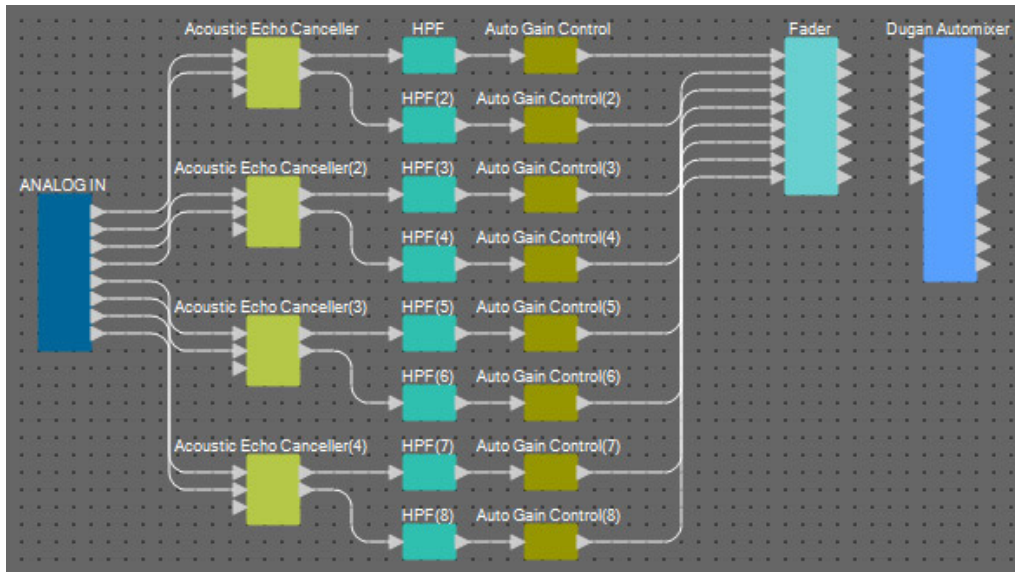 Acoustic Echo Canceller
HPF
Auto Gain Control
Fader
Dugan Automixer
HPF(2)
Auto Gain Control(2)
Acoustic Echo Canceller(2)
HPF(3)
Auto Gain Control(3)
ANALOG IN
HPF(4)
Auto Gain Control(4)
Acoustic Echo Canceller(3)
HPF(5)
Auto Gain Control(5)
HPF(6)
Auto Gain Control(6)
Acoustic Echo Canceller(4)
HPF(7)
Auto Gain Control(7)
HPF(8)
Auto Gain Control(8)